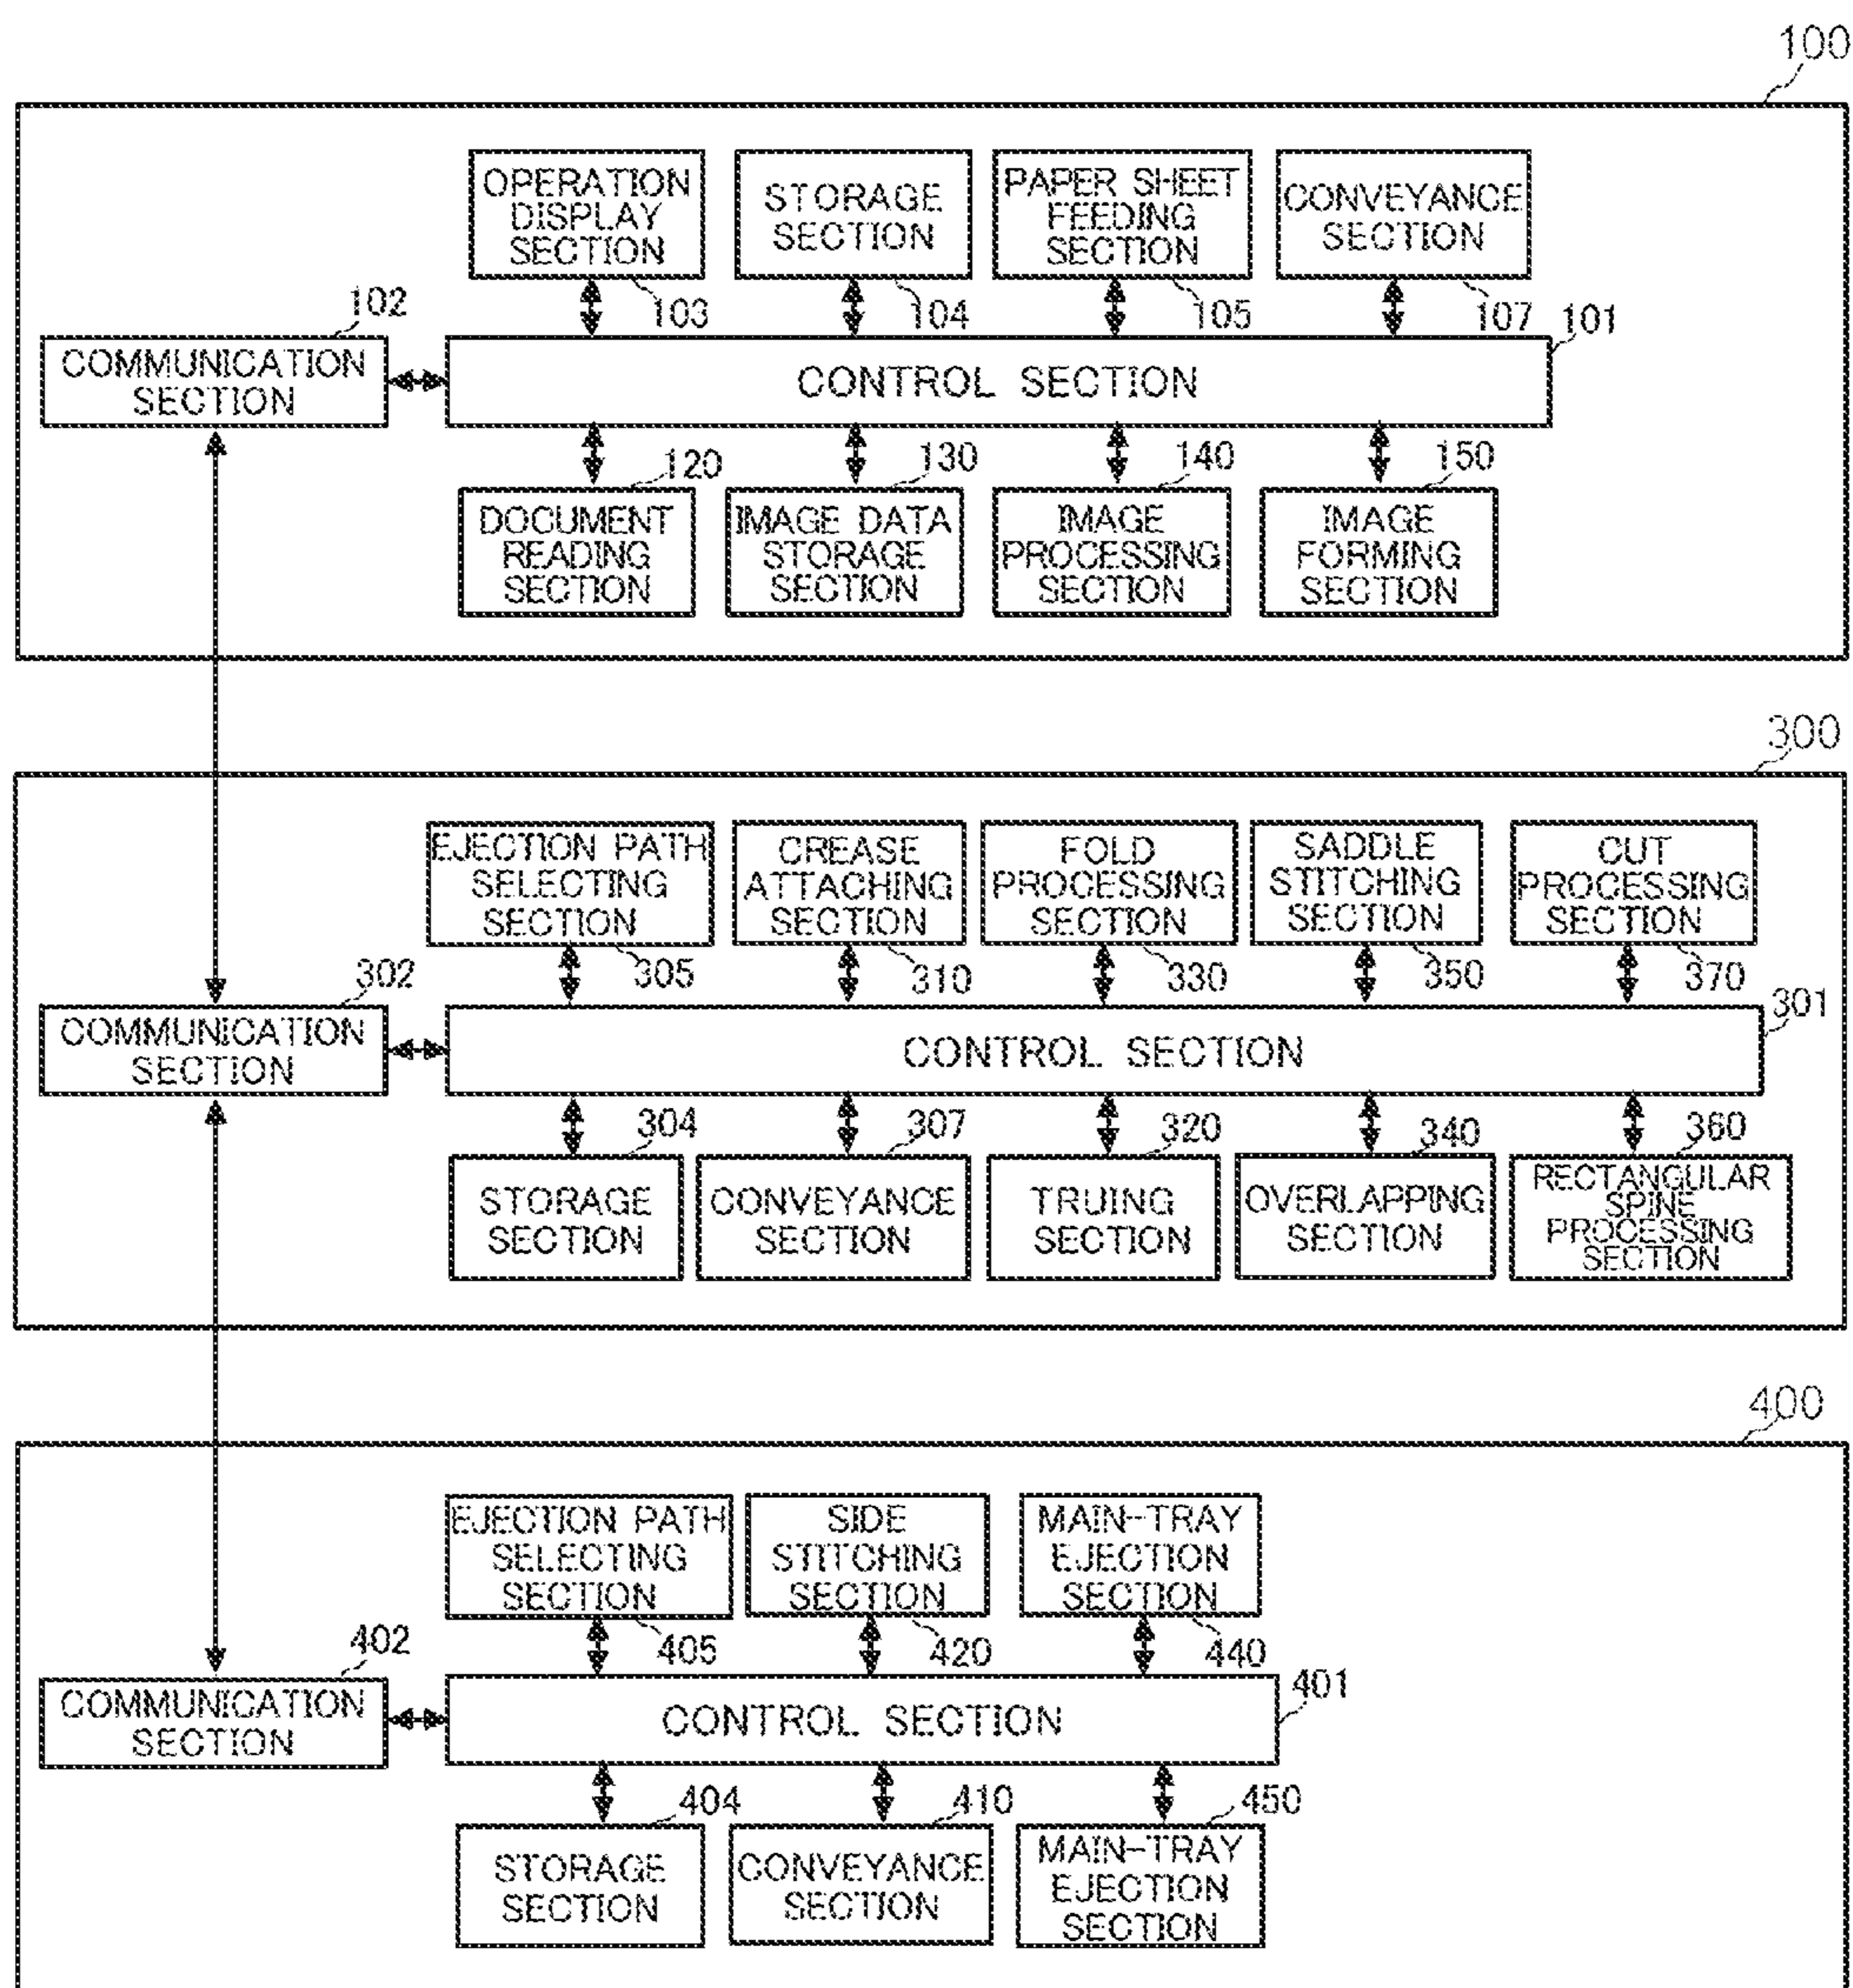 100
OPERATION
DISPLAY
SECTION
STORAGE
SECTION
PAPER SHEET
FEEDING
SECTION
CONVEYANCE
SECTION
102
103
104
105
107
101
COMMUNICATION
SECTION
CONTROL SECTION
120
130
140
150
DOCUMENT
READING
SECTION
IMAGE DATA
STORAGE
SECTION
IMAGE
PROCESSING
SECTION
IMAGE
FORMING
SECTION
300
EJECTION PATH
SELECTING
SECTION
CREASE
ATTACHING
SECTION
FOLD
PROCESSING
SECTION
SADDLE
STITCHING
SECTION
CUT
PROCESSING
SECTION
302
305
310
330
350
370
301
COMMUNICATION
SECTION
CONTROL SECTION
304
307
320
340
360
STORAGE
SECTION
CONVEYANCE
SECTION
TRUING
SECTION
OVERLAPPING
SECTION
RECTANGULAR
SPINE
PROCESSING
SECTION
400
EJECTION PATH
SELECTING
SECTION
SIDE
STITCHING
SECTION
MAIN-TRAY
EJECTION
SECTION
402
405
420
440
401
COMMUNICATION
SECTION
CONTROL SECTION
404
410
450
STORAGE
SECTION
CONVEYANCE
SECTION
MAIN-TRAY
EJECTION
SECTION